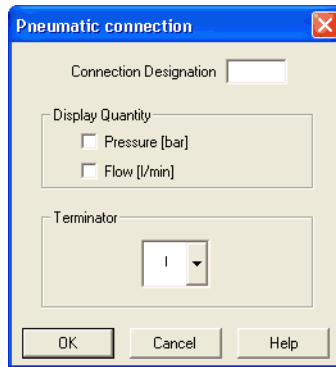 Pneumatic connection
Connection Designation
Display Quantity
Pressure [bar]
Flow [l/min]
Terminator
OK Cancel Help